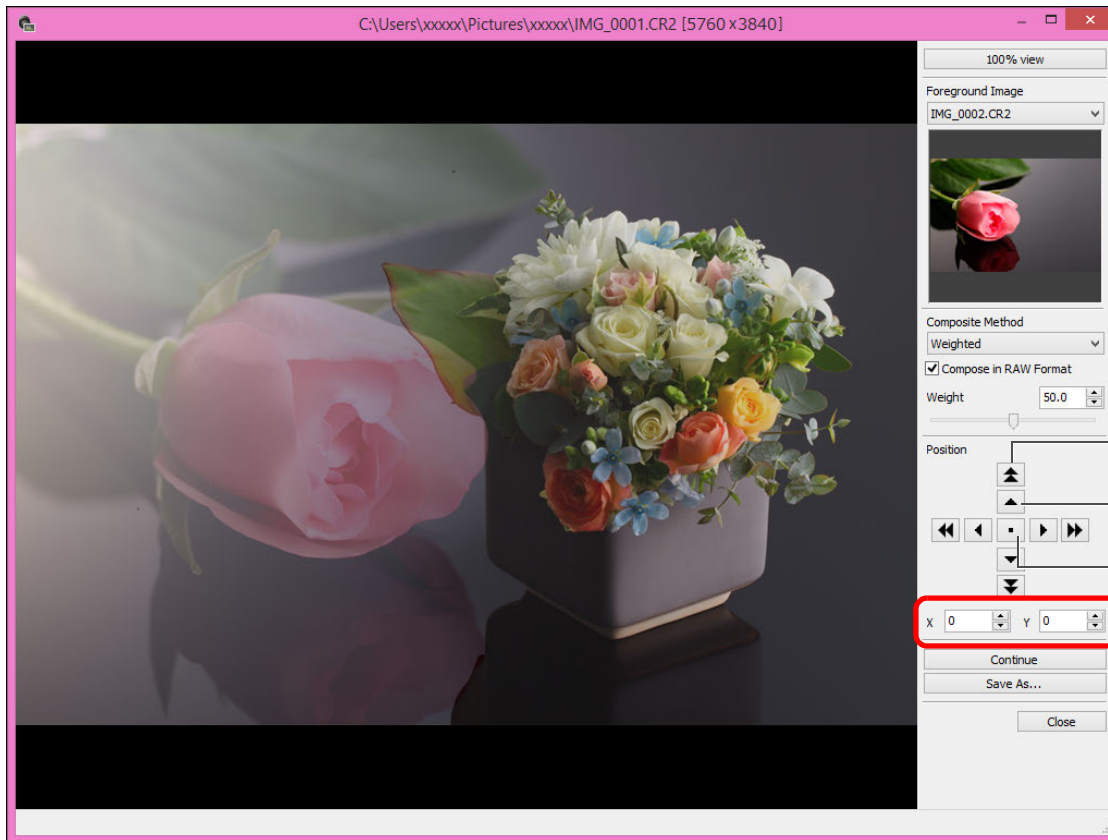 C:\Users\xxxxx\Pictures\xxxxx\IMG_0001.CR2 [5760 x3840]
100% view
Foreground Image
IMG_0002.CR2
Composite Method
Weighted
Compose in RAW Format
Weight 50.0
Position
X 0 Y 0
Continue
Save As...
Close